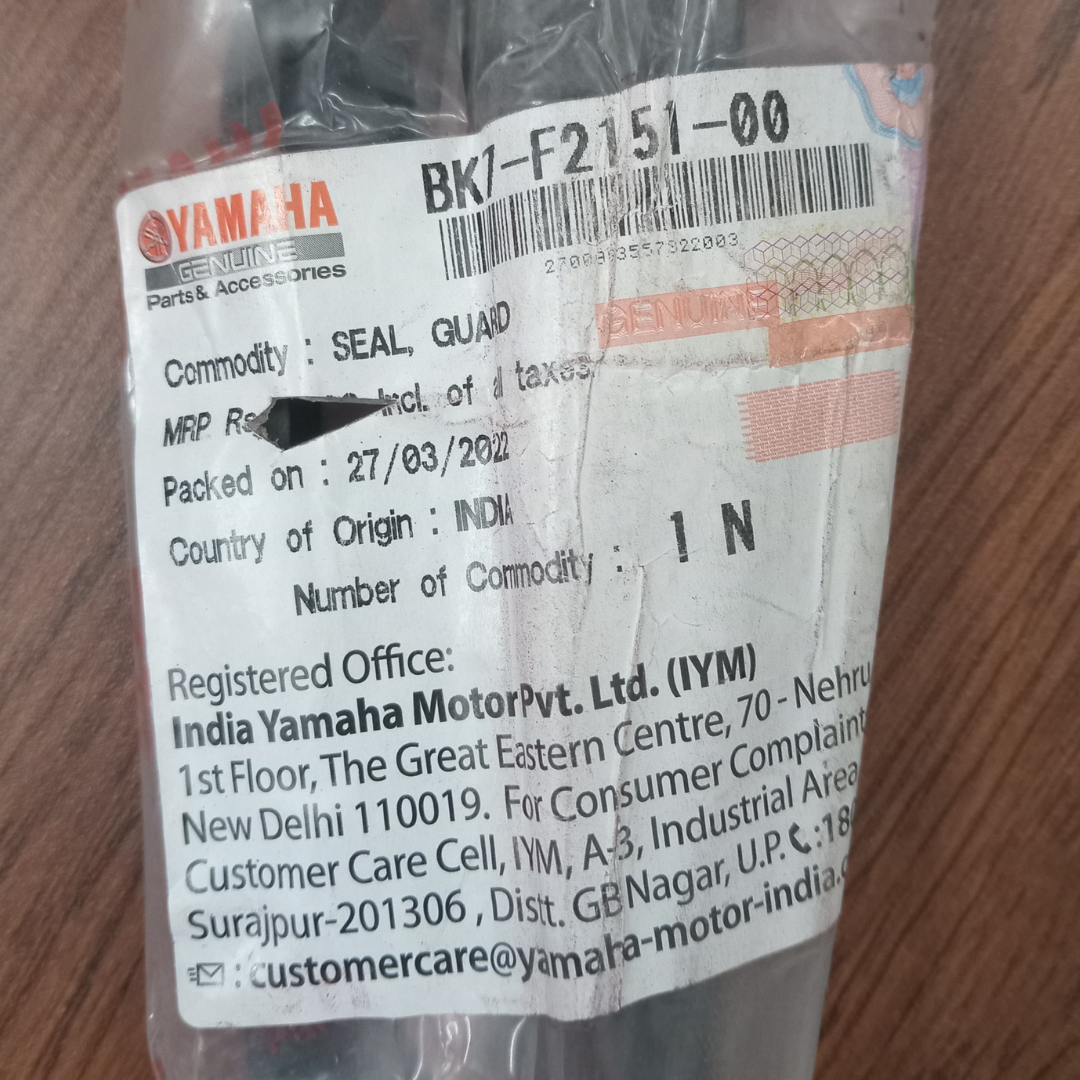 BK7-F2151-00
YAMAHA
GENUINE
Parts & Accessories
GENUINE
Commodity : SEAL, GUARD
MRP Rs incl. of taxes
Packed on : 27/03/2022
Country of Origin : INDIA
Number of Commodity : 1 N
Registered Office:
India Yamaha Motor Pvt. Ltd. (IYM)
1st Floor, The Great Eastern Centre, 70 - Nehru
New Delhi 110019. For Consumer Complaint
Customer Care Cell, IYM, A-3, Industrial Area
Surajpur-201306 , Distt. GB Nagar, U.P. :18
: customercare@yamaha-motor-india.